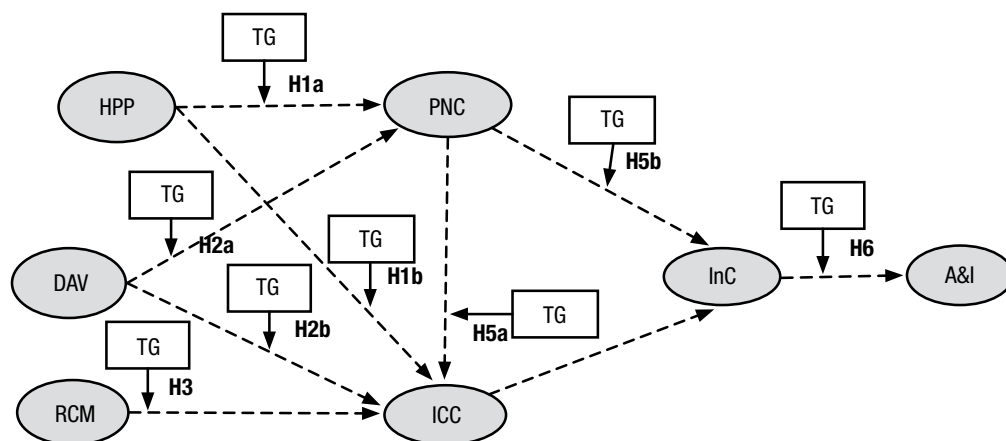 TG
H1a
HPP
PNC
TG
H5b
TG
H2a
TG
H1b
TG
H6
DAV
TG
H2b
InC
A&I
TG
H5a
TG
H3
RCM
ICC